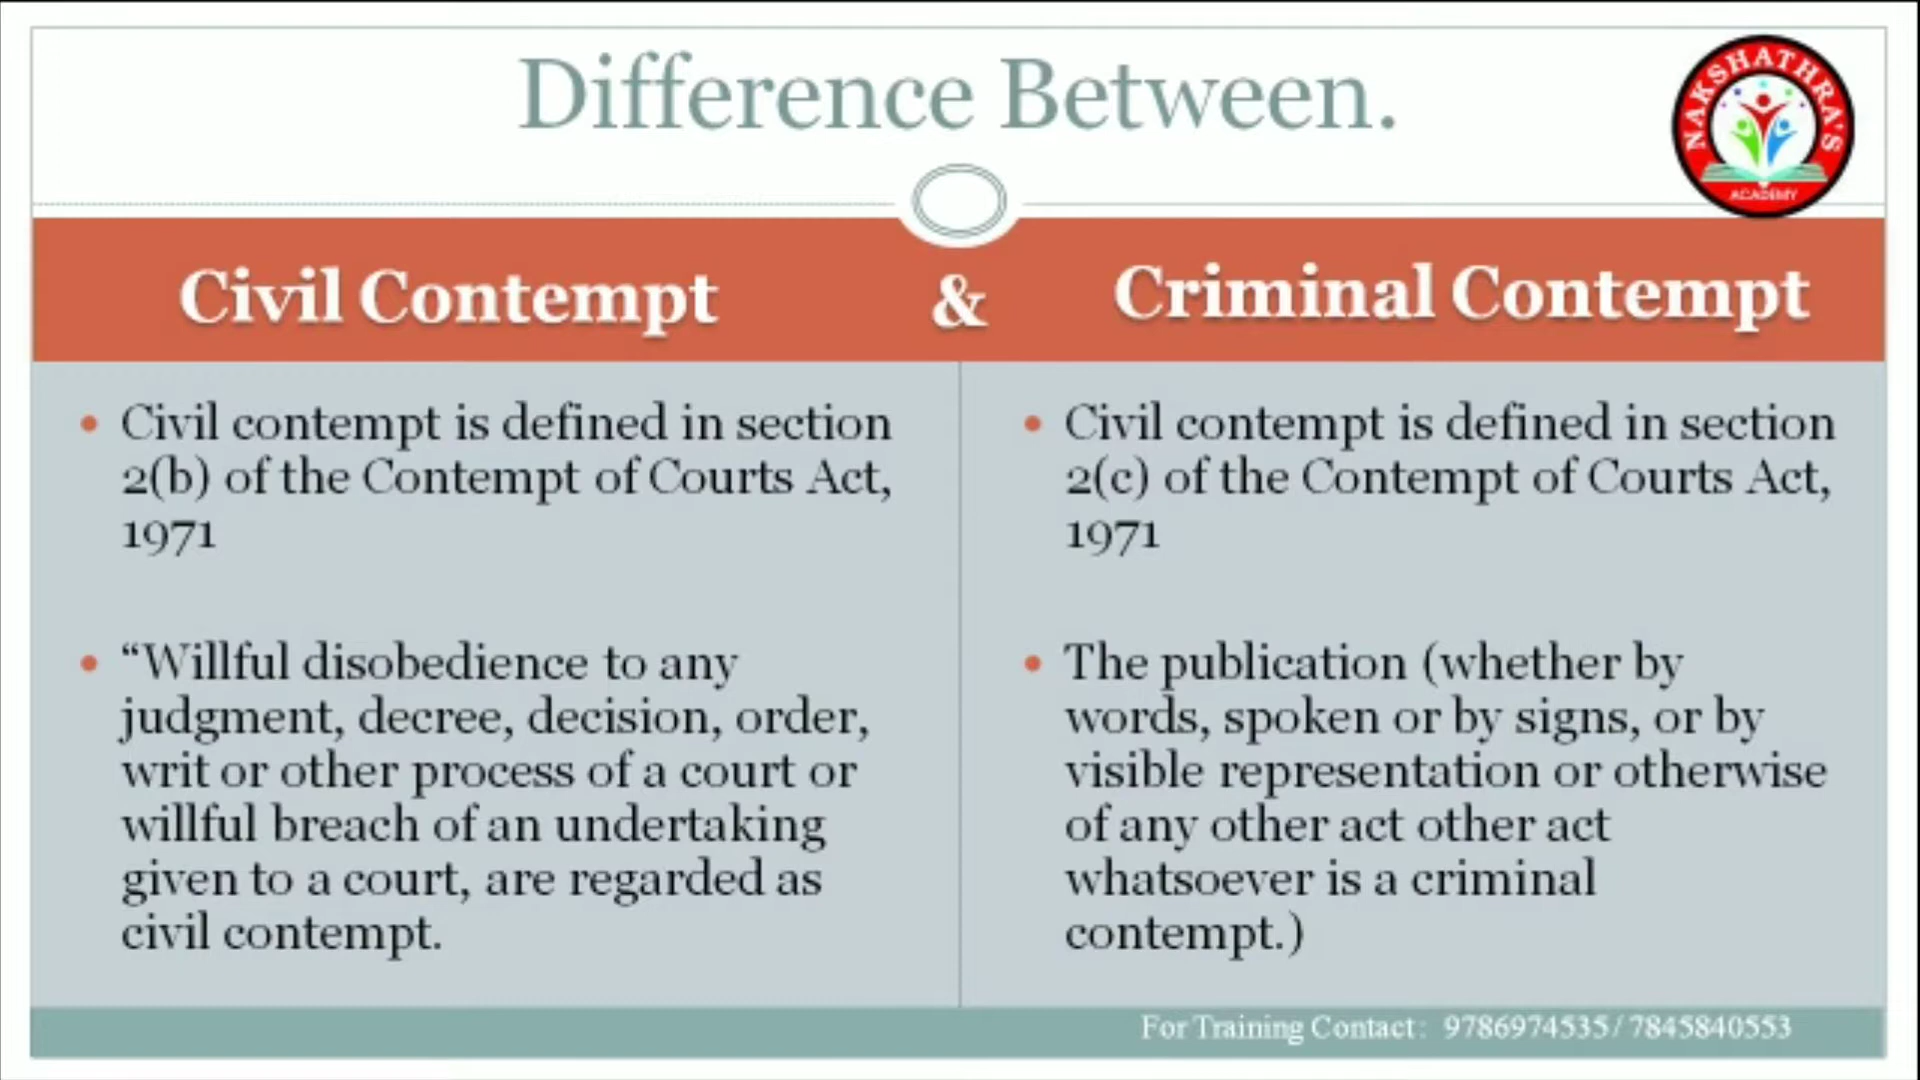 Difference Between.
NAKSHATHRA'S
ACADEMY
Civil Contempt & Criminal Contempt
• Civil contempt is defined in section
2(b) of the Contempt of Courts Act,
1971
• “Willful disobedience to any
judgment, decree, decision, order,
writ or other process of a court or
willful breach of an undertaking
given to a court, are regarded as
civil contempt.
• Civil contempt is defined in section
2(c) of the Contempt of Courts Act,
1971
• The publication (whether by
words, spoken or by signs, or by
visible representation or otherwise
of any other act other act
whatsoever is a criminal
contempt.)
For Training Contact: 9786974535/7845840553